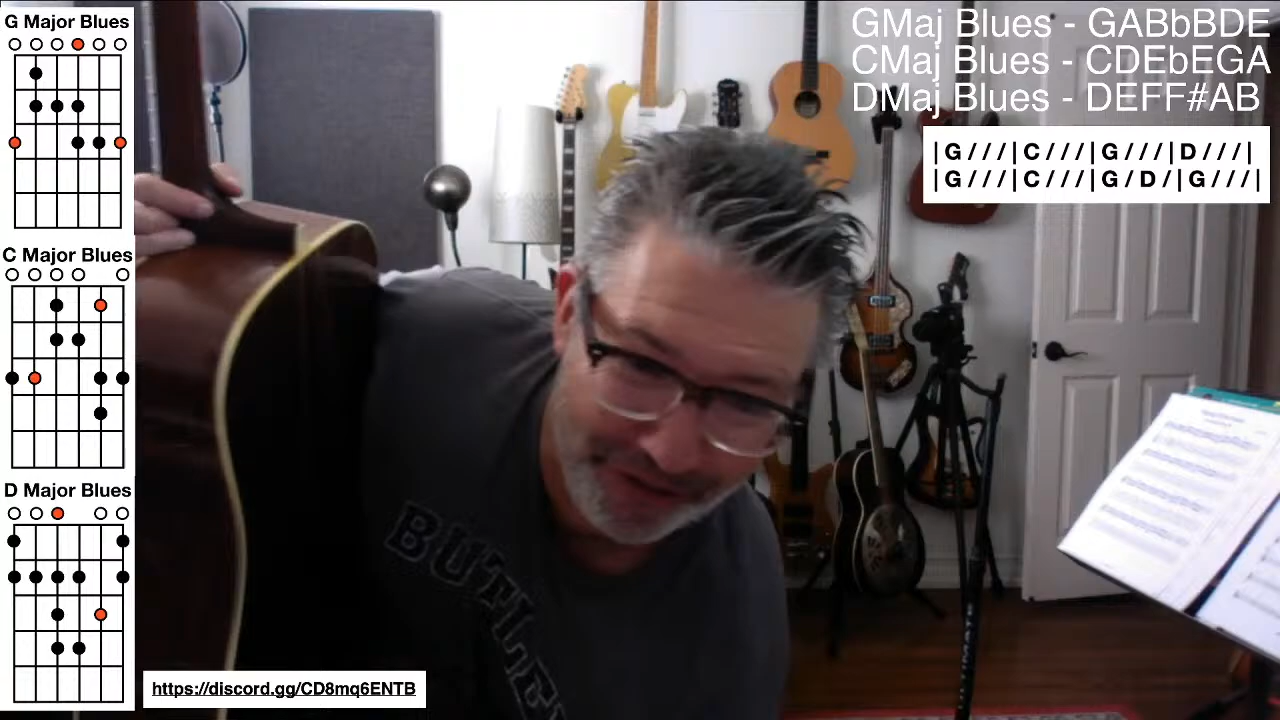 G Major Blues
C Major Blues
D Major Blues
GMaj Blues - GABbBDE
CMaj Blues - CDEbEGA
DMaj Blues - DEFF#AB
|G///|C///|G///|D///|
|G///|C///|G/D/|G///|
BUTLER
https://discord.gg/CD8mq6ENTB